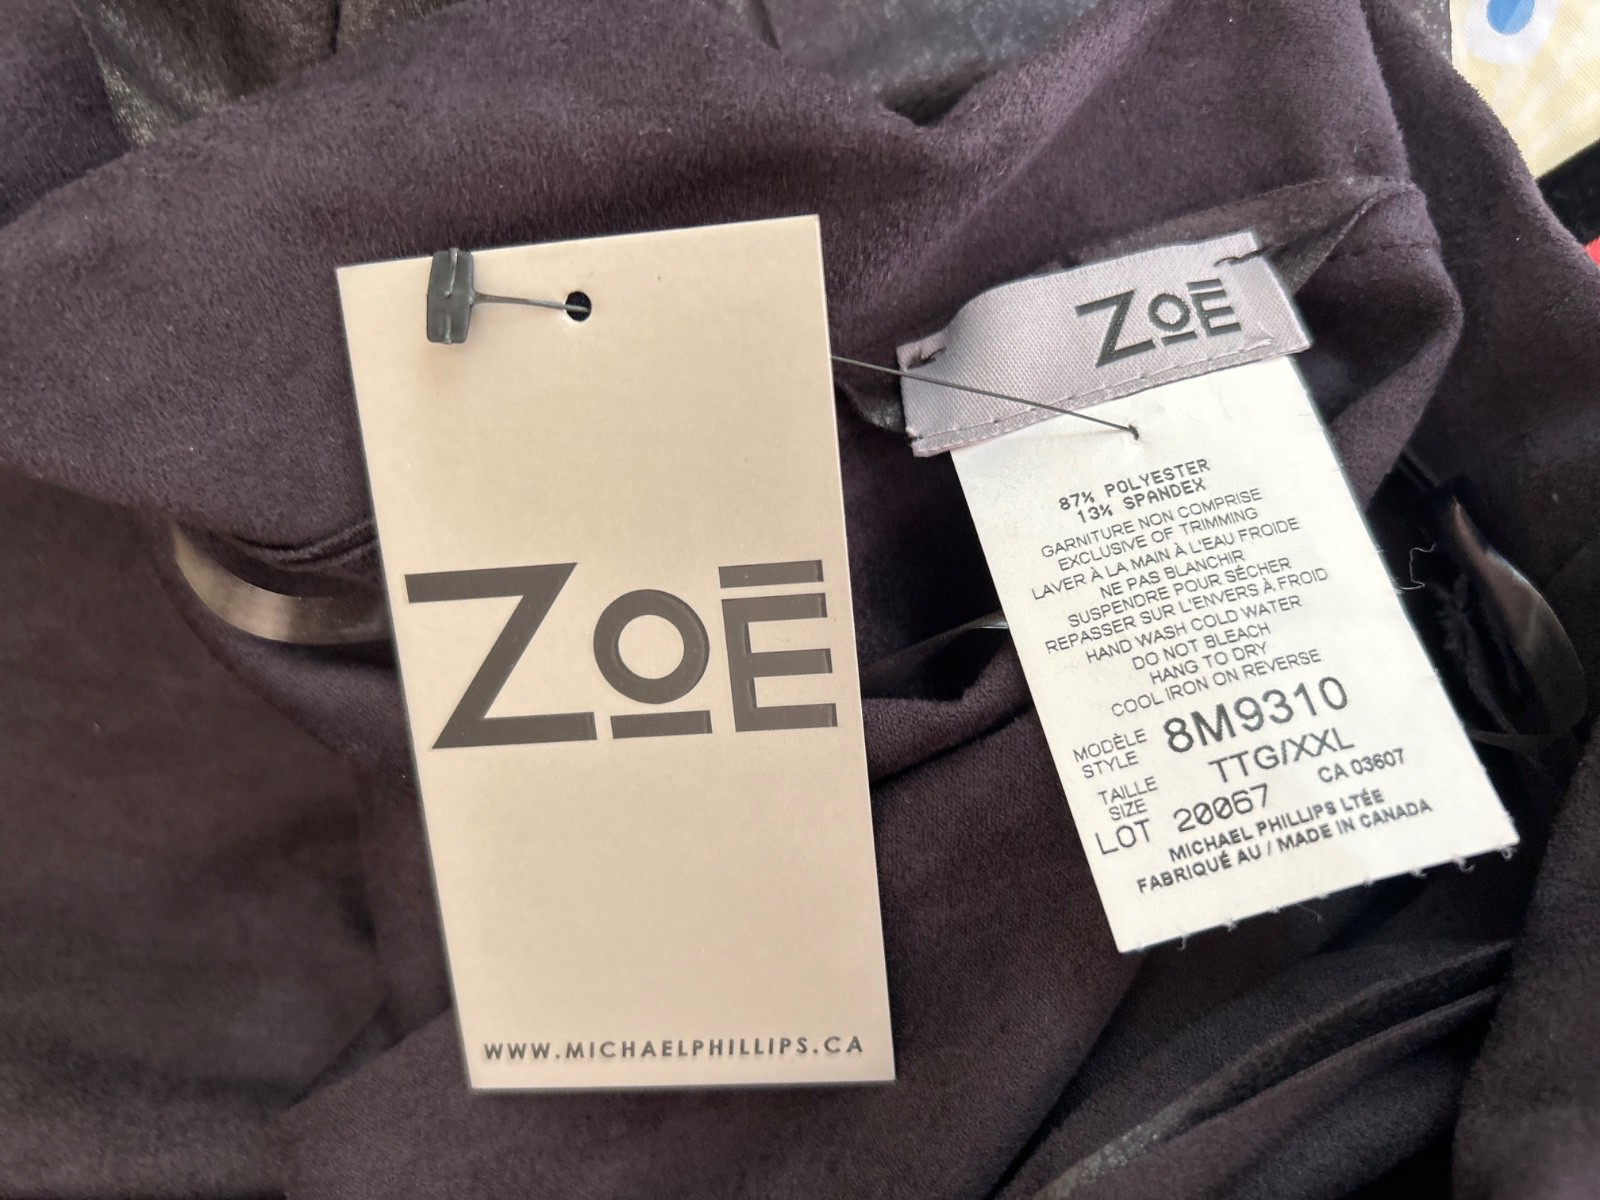 ZOĒ
WWW.MICHAELPHILLIPS.CA
ZOĒ
87% POLYESTER
13% SPANDEX
GARNITURE NON COMPRISE
EXCLUSIVE OF TRIMMING
LAVER À LA MAIN À L'EAU FROIDE
NE PAS BLANCHIR
SUSPENDRE POUR SÉCHER
REPASSER SUR L'ENVERS À FROID
HAND WASH COLD WATER
DO NOT BLEACH
HANG TO DRY
COOL IRON ON REVERSE
MODÈLE
STYLE 8M9310
TAILLE
SIZE TTG/XXL
LOT 20067 CA 03607
MICHAEL PHILLIPS LTÉE
FABRIQUÉ AU / MADE IN CANADA